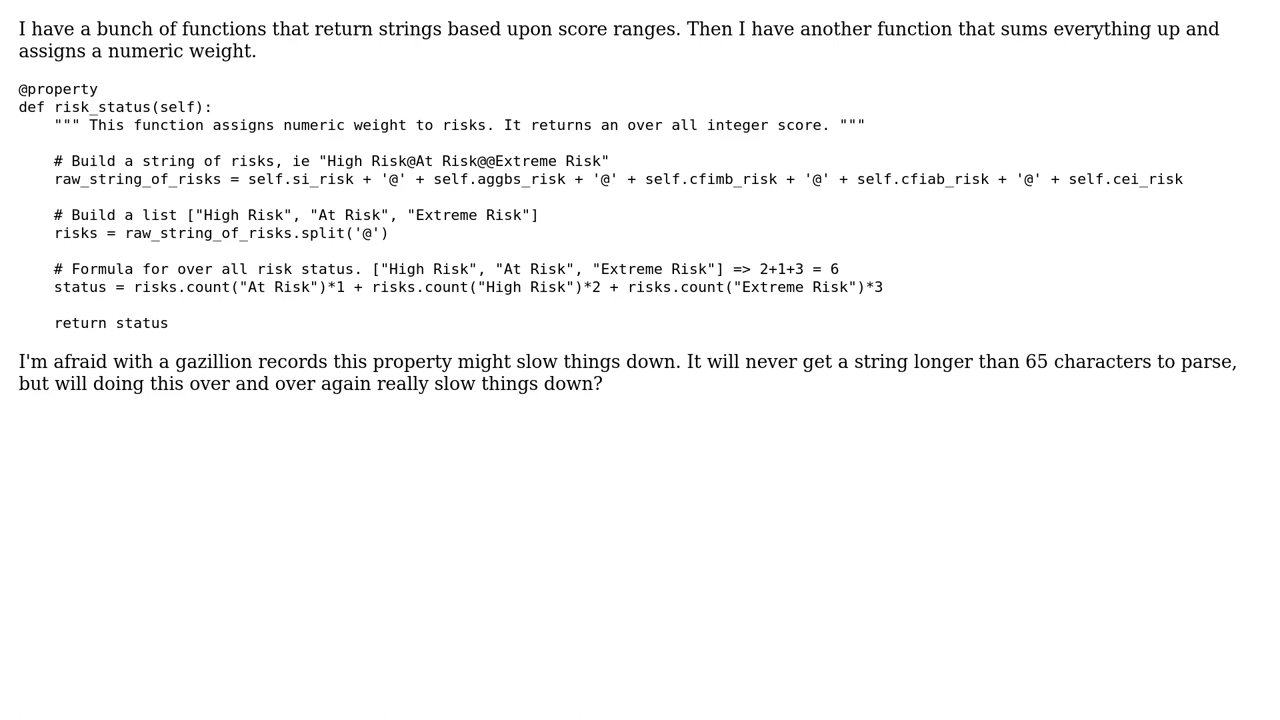 I have a bunch of functions that return strings based upon score ranges. Then I have another function that sums everything up and
assigns a numeric weight.
@property
def risk_status(self):
    """ This function assigns numeric weight to risks. It returns an over all integer score. """
    # Build a string of risks, ie "High Risk@At Risk@@Extreme Risk"
    raw_string_of_risks = self.si_risk + '@' + self.aggbs_risk + '@' + self.cfimb_risk + '@' + self.cfiab_risk + '@' + self.cei_risk
    # Build a list ["High Risk", "At Risk", "Extreme Risk"]
    risks = raw_string_of_risks.split('@')
    # Formula for over all risk status. ["High Risk", "At Risk", "Extreme Risk"] => 2+1+3 = 6
    status = risks.count("At Risk")*1 + risks.count("High Risk")*2 + risks.count("Extreme Risk")*3
    return status
I'm afraid with a gazillion records this property might slow things down. It will never get a string longer than 65 characters to parse,
but will doing this over and over again really slow things down?